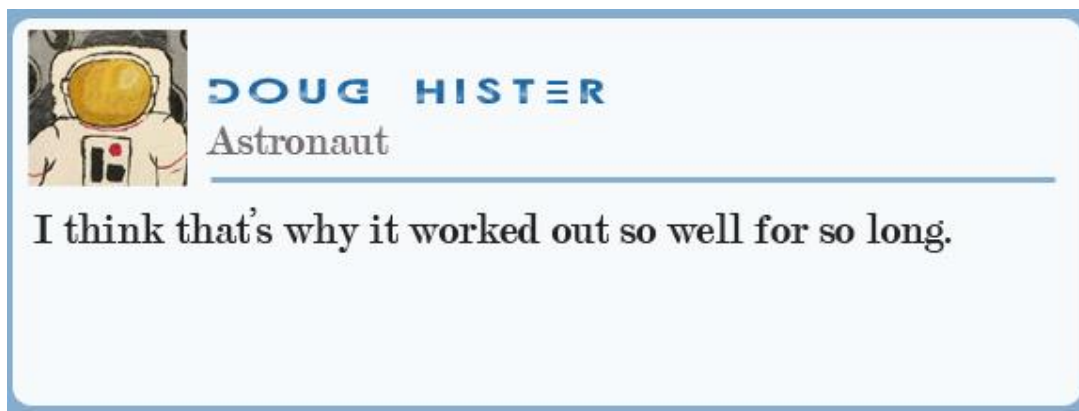 DOUG HISTER
Astronaut
I think that's why it worked out so well for so long.